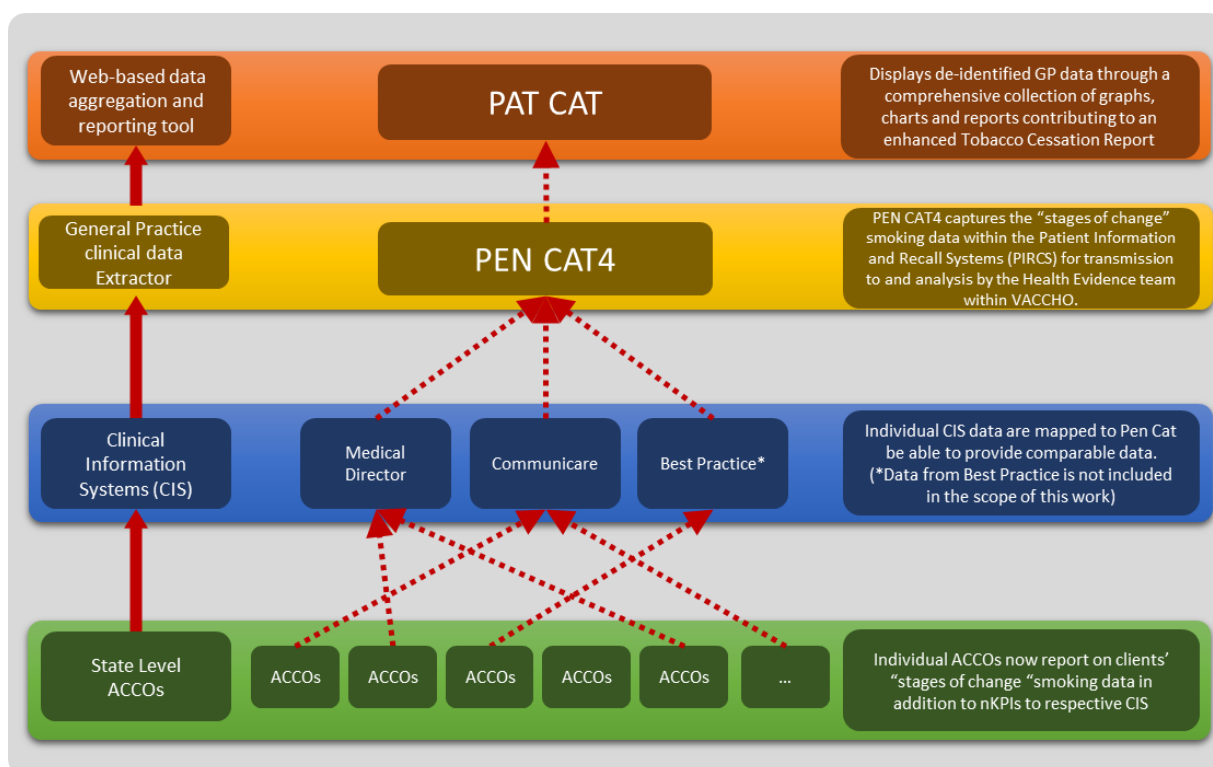 Web-based data
aggregation and
reporting tool
PAT CAT
Displays de-identified GP data through a
comprehensive collection of graphs,
charts and reports contributing to an
enhanced Tobacco Cessation Report
General Practice
clinical data
Extractor
PEN CAT4
PEN CAT4 captures the “stages of change”
smoking data within the Patient Information
and Recall Systems (PIRCS) for transmission
to and analysis by the Health Evidence team
within VACCHO.
Clinical
Information
Systems (CIS)
Medical
Director
Communicare
Best Practice*
Individual CIS data are mapped to Pen Cat
be able to provide comparable data.
(*Data from Best Practice is not included
in the scope of this work)
State Level
ACCOs
ACCOs
ACCOs
ACCOs
ACCOs
ACCOs
...
Individual ACCOs now report on clients’
“stages of change “smoking data in
addition to nKPIs to respective CIS